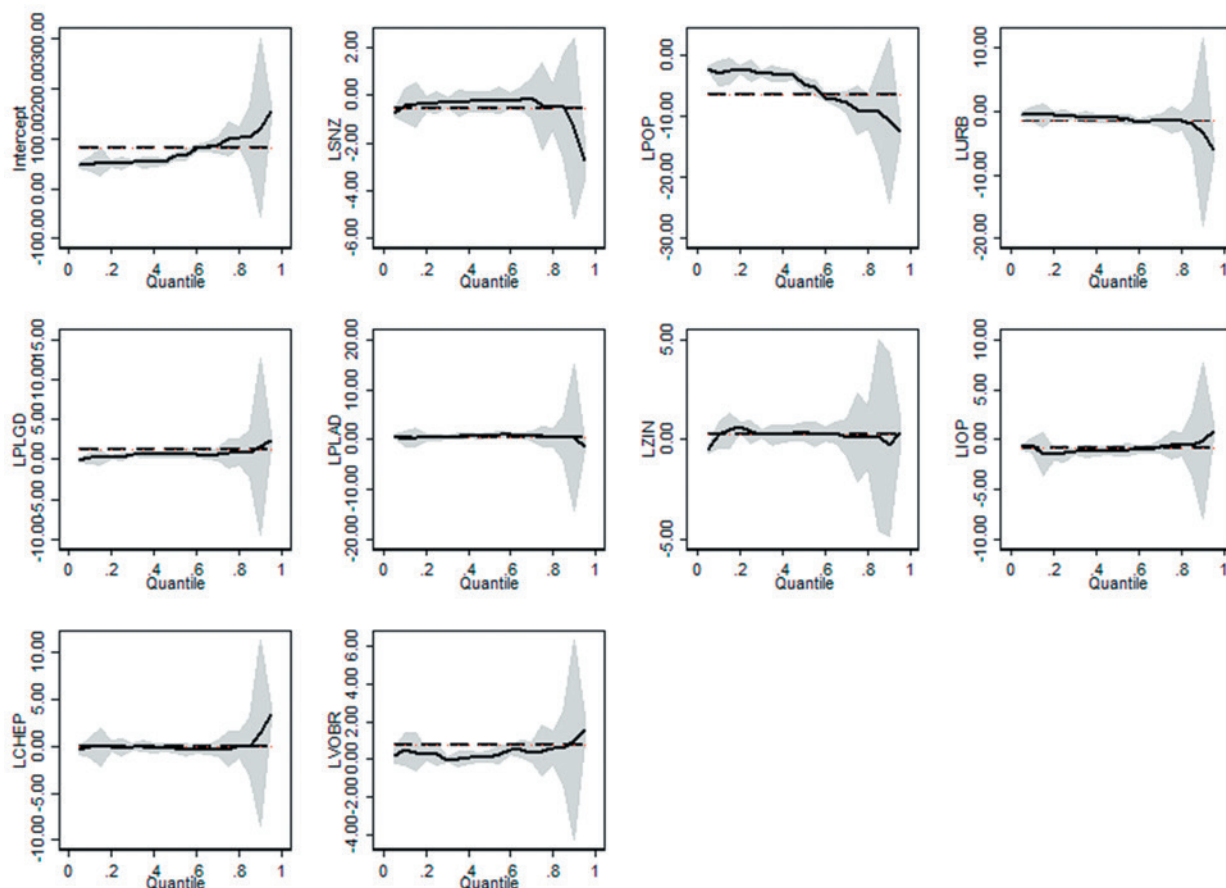 Intercept
-100.00 0.00 100.00 200.00 300.00
0 .2 .4 .6 .8 1
Quantile
LSNZ
-6.00 -4.00 -2.00 0.00 2.00
0 .2 .4 .6 .8 1
Quantile
LPOP
-30.00 -20.00 -10.00 0.00
0 .2 .4 .6 .8 1
Quantile
LURB
-20.00 -10.00 0.00 10.00
0 .2 .4 .6 .8 1
Quantile
LPLGD
-10.00 -5.00 0.00 5.00 10.00 15.00
0 .2 .4 .6 .8 1
Quantile
LPLAD
-20.00 -10.00 0.00 10.00 20.00
0 .2 .4 .6 .8 1
Quantile
LZIN
-5.00 0.00 5.00
0 .2 .4 .6 .8 1
Quantile
LIOP
-10.00 -5.00 0.00 5.00 10.00
0 .2 .4 .6 .8 1
Quantile
LCHEP
-10.00 -5.00 0.00 5.00 10.00
0 .2 .4 .6 .8 1
Quantile
LVOBR
-4.00 -2.00 0.00 2.00 4.00 6.00
0 .2 .4 .6 .8 1
Quantile